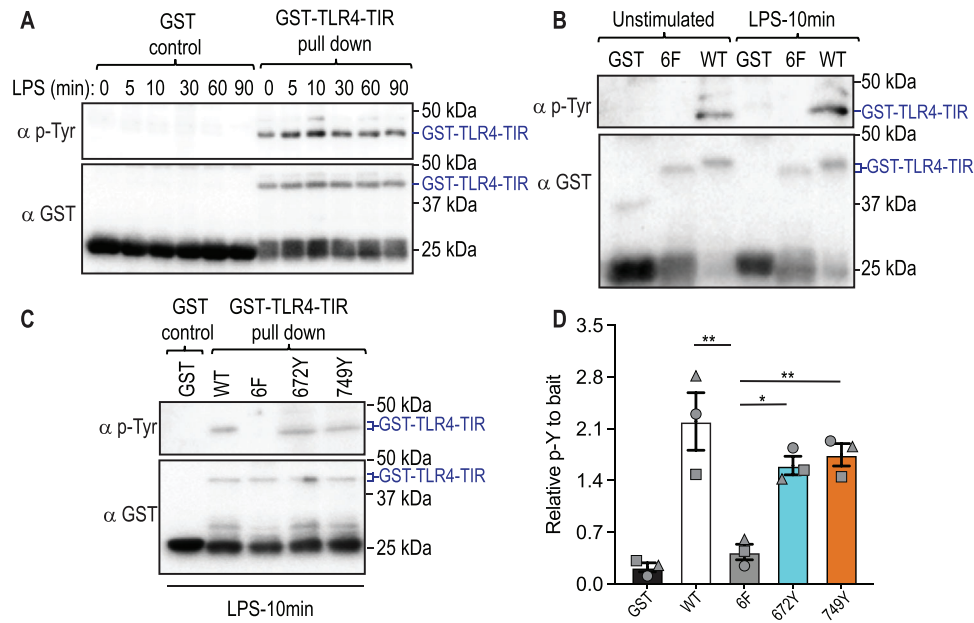 A
GST
control
GST-TLR4-TIR
pull down
LPS (min): 0 5 10 30 60 90 0 5 10 30 60 90
α p-Tyr
50 kDa
GST-TLR4-TIR
α GST
50 kDa
GST-TLR4-TIR
37 kDa
25 kDa
B
Unstimulated LPS-10min
GST 6F WT GST 6F WT
α p-Tyr
50 kDa
GST-TLR4-TIR
α GST
50 kDa
GST-TLR4-TIR
37 kDa
25 kDa
C
GST
control
GST-TLR4-TIR
pull down
GST WT 6F 672Y 749Y
α p-Tyr
50 kDa
GST-TLR4-TIR
α GST
50 kDa
GST-TLR4-TIR
37 kDa
25 kDa
LPS-10min
D
Relative p-Y to bait
3.5
2.8
2.1
1.4
0.7
0.0
**
**
*
GST WT 6F 672Y 749Y